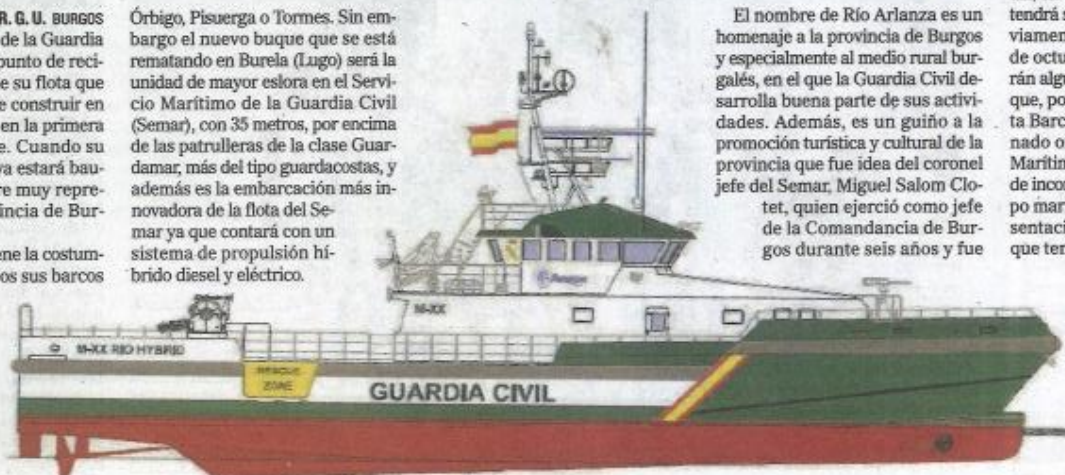 R. G. U. BURGOS
de la Guardia
punto de reci-
e su flota que
e construir en
en la primera
e. Cuando su
ya estará bau-
re muy repre-
incia de Bur-
ene la costum-
os sus barcos
Órbigo, Pisuerga o Tormes. Sin em-
bargo el nuevo buque que se está
rematando en Burela (Lugo) será la
unidad de mayor eslora en el Servi-
cio Marítimo de la Guardia Civil
(Semar), con 35 metros, por encima
de las patrulleras de la clase Guar-
damar, más del tipo guardacostas, y
además es la embarcación más in-
novadora de la flota del Se-
mar ya que contará con un
sistema de propulsión hí-
brido diesel y eléctrico.
El nombre de Río Arlanza es un
homenaje a la provincia de Burgos
y especialmente al medio rural bur-
galés, en el que la Guardia Civil de-
sarrolla buena parte de sus activi-
dades. Además, es un guiño a la
promoción turística y cultural de la
provincia que fue idea del coronel
jefe del Semar, Miguel Salom Clo-
tet, quien ejerció como jefe
de la Comandancia de Bur-
gos durante seis años y fue
tendrá s
viamen
de octu
rán algu
que, po
ta Barc
nado o
Marítim
de incor
po mar
sentaci
que ten
M-XX
M-XX RIO HYBRID
RESCUE
ZONE
GUARDIA CIVIL